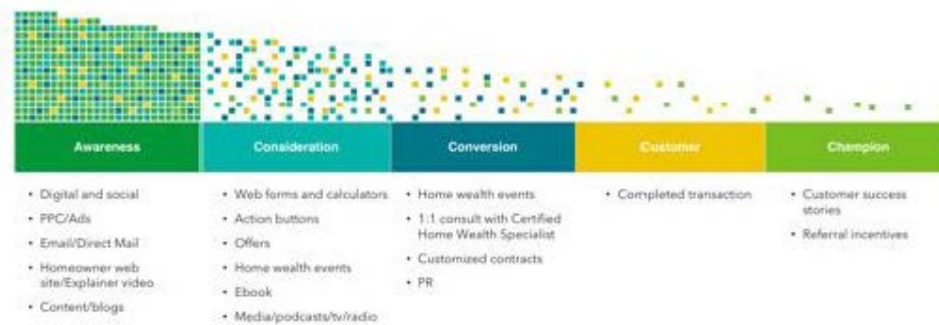 Awareness
Consideration
Conversion
Customer
Champion
• Digital and social
• PPC/Ads
• Email/Direct Mail
• Homeowner web
site/Explainer video
• Content/blogs
• Web forms and calculators
• Action buttons
• Offers
• Home wealth events
• Ebook
• Media/podcasts/tv/radio
• Home wealth events
• 1:1 consult with Certified
Home Wealth Specialist
• Customized contracts
• PR
• Completed transaction
• Customer success
stories
• Referral incentives